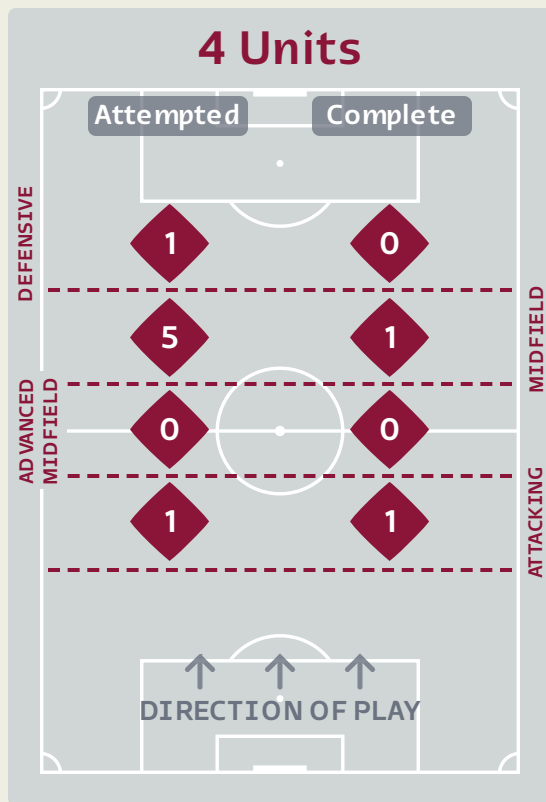 4 Units
Attempted Complete
DEFENSIVE
1 0
MIDFIELD
5 1
ADVANCED
MIDFIELD
0 0
ATTACKING
1 1
DIRECTION OF PLAY